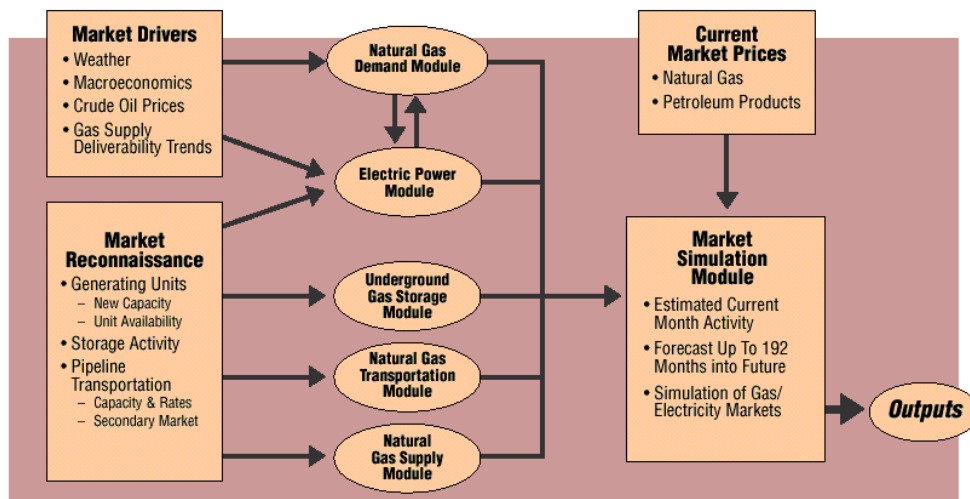 Market Drivers
• Weather
• Macroeconomics
• Crude Oil Prices
• Gas Supply
Deliverability Trends
Natural Gas
Demand Module
Electric Power
Module
Current
Market Prices
• Natural Gas
• Petroleum Products
Market
Reconnaissance
• Generating Units
– New Capacity
– Unit Availability
• Storage Activity
• Pipeline
Transportation
– Capacity & Rates
– Secondary Market
Underground
Gas Storage
Module
Natural Gas
Transportation
Module
Natural
Gas Supply
Module
Market
Simulation
Module
• Estimated Current
Month Activity
• Forecast Up To 192
Months into Future
• Simulation of Gas/
Electricity Markets
Outputs